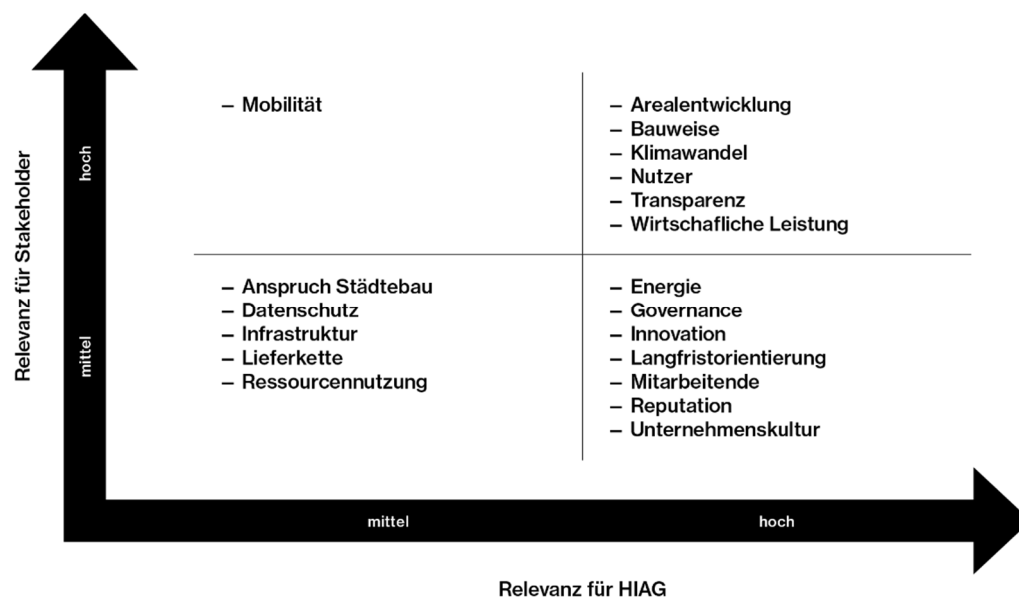 Relevanz für Stakeholder
hoch
mittel
– Mobilität
– Arealentwicklung
– Bauweise
– Klimawandel
– Nutzer
– Transparenz
– Wirtschafliche Leistung
– Anspruch Städtebau
– Datenschutz
– Infrastruktur
– Lieferkette
– Ressourcennutzung
– Energie
– Governance
– Innovation
– Langfristorientierung
– Mitarbeitende
– Reputation
– Unternehmenskultur
mittel
hoch
Relevanz für HIAG